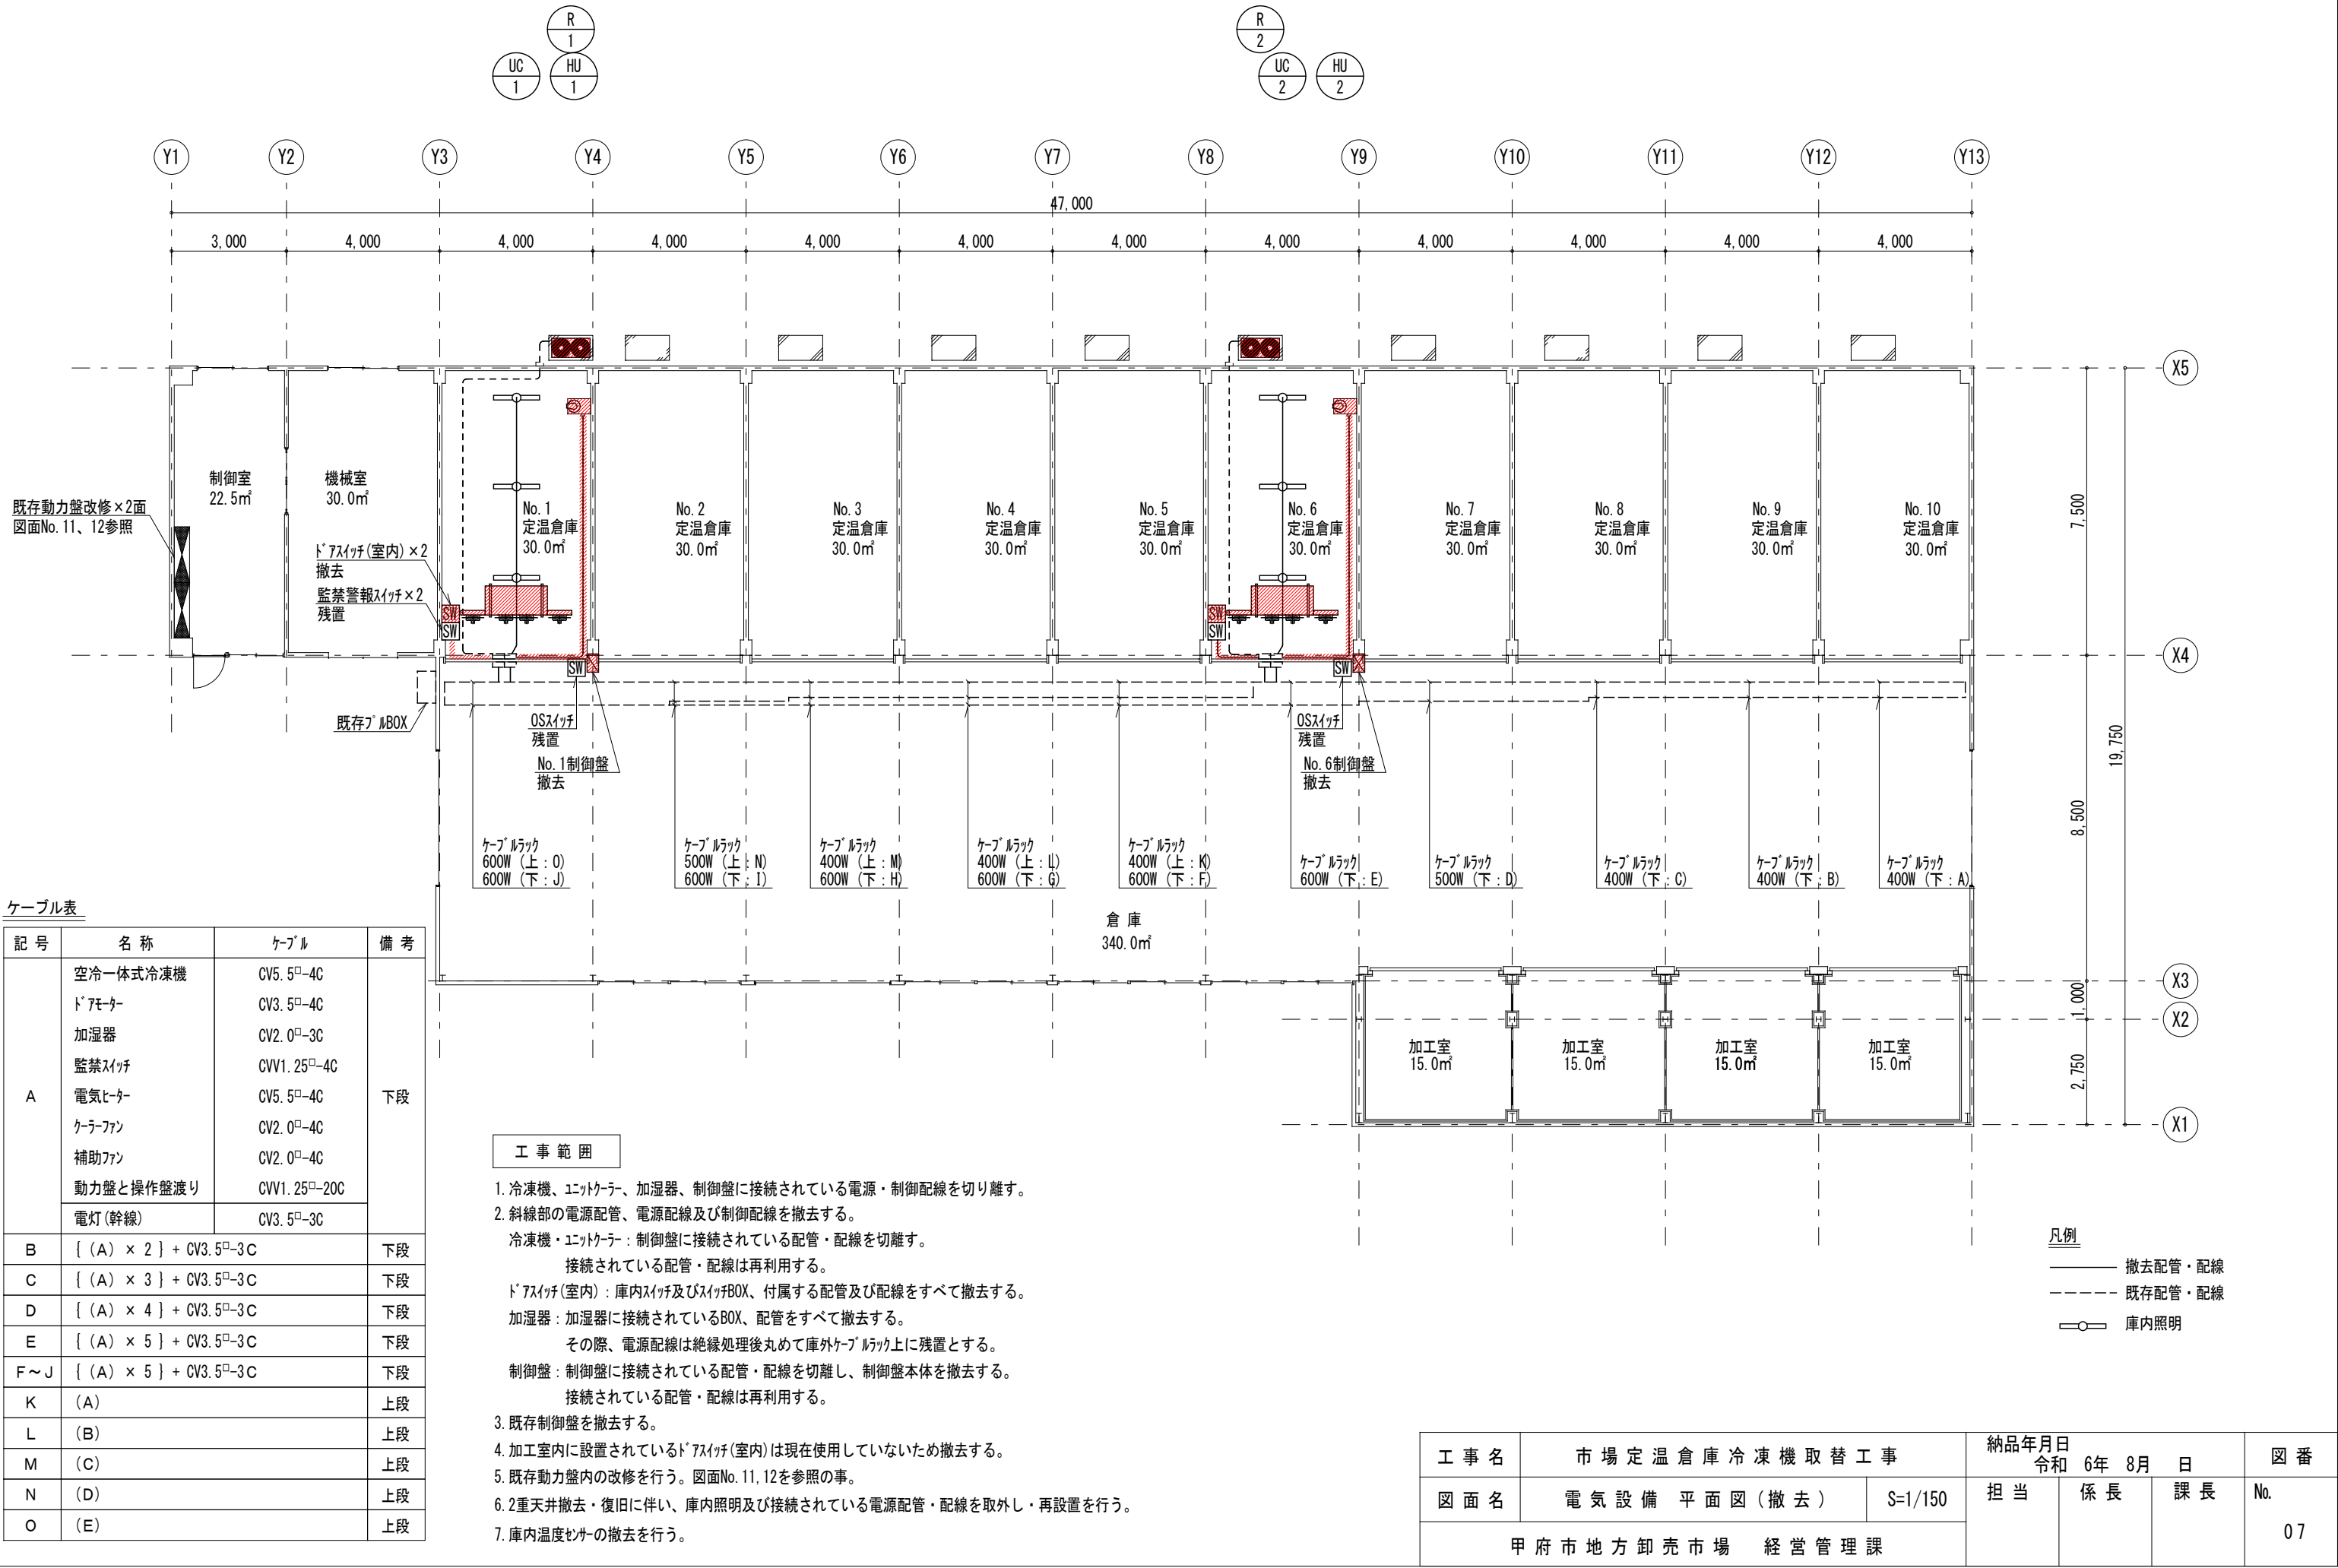 R
1
R
2
UC
1
HU
1
UC
2
HU
2
Y1
Y2
Y3
Y4
Y5
Y6
Y7
Y8
Y9
Y10
Y11
Y12
Y13
47,000
3,000
4,000
4,000
4,000
4,000
4,000
4,000
4,000
4,000
4,000
4,000
4,000
X5
X4
X3
X2
X1
7,500
8,500
1,000
2,750
19,750
制御室
22.5㎡
機械室
30.0㎡
No.1
定温倉庫
30.0㎡
No.2
定温倉庫
30.0㎡
No.3
定温倉庫
30.0㎡
No.4
定温倉庫
30.0㎡
No.5
定温倉庫
30.0㎡
No.6
定温倉庫
30.0㎡
No.7
定温倉庫
30.0㎡
No.8
定温倉庫
30.0㎡
No.9
定温倉庫
30.0㎡
No.10
定温倉庫
30.0㎡
既存動力盤改修×2面
図面No.11、12参照
ﾄﾞｱｽｲｯﾁ(室内)×2
撤去
監禁警報ｽｲｯﾁ×2
残置
SW
SW
SW
SW
SW
SW
既存ﾌﾟﾙBOX
OSｽｲｯﾁ
残置
No.1制御盤
撤去
OSｽｲｯﾁ
残置
No.6制御盤
撤去
ｹｰﾌﾞﾙﾗｯｸ
600W（上：O）
600W（下：J）
ｹｰﾌﾞﾙﾗｯｸ
500W（上：N）
600W（下：I）
ｹｰﾌﾞﾙﾗｯｸ
400W（上：M）
600W（下：H）
ｹｰﾌﾞﾙﾗｯｸ
400W（上：L）
600W（下：G）
ｹｰﾌﾞﾙﾗｯｸ
400W（上：K）
600W（下：F）
ｹｰﾌﾞﾙﾗｯｸ
600W（下：E）
ｹｰﾌﾞﾙﾗｯｸ
500W（下：D）
ｹｰﾌﾞﾙﾗｯｸ
400W（下：C）
ｹｰﾌﾞﾙﾗｯｸ
400W（下：B）
ｹｰﾌﾞﾙﾗｯｸ
400W（下：A）
倉庫
340.0㎡
加工室
15.0㎡
加工室
15.0㎡
加工室
15.0㎡
加工室
15.0㎡
ケーブル表
記号 名称 ｹｰﾌﾞﾙ 備考
A 下段
空冷一体式冷凍機 CV5.5□-4C
ﾄﾞｱﾓｰﾀｰ CV3.5□-4C
加湿器 CV2.0□-3C
監禁ｽｲｯﾁ CVV1.25□-4C
電気ﾋｰﾀｰ CV5.5□-4C
ｸｰﾗｰﾌｧﾝ CV2.0□-4C
補助ﾌｧﾝ CV2.0□-4C
動力盤と操作盤渡り CVV1.25□-20C
電灯(幹線) CV3.5□-3C
B ｛（A）× 2 ｝+ CV3.5□-3C 下段
C ｛（A）× 3 ｝+ CV3.5□-3C 下段
D ｛（A）× 4 ｝+ CV3.5□-3C 下段
E ｛（A）× 5 ｝+ CV3.5□-3C 下段
F～J ｛（A）× 5 ｝+ CV3.5□-3C 下段
K （A） 上段
L （B） 上段
M （C） 上段
N （D） 上段
O （E） 上段
工事範囲
1.冷凍機、ﾕﾆｯﾄｸｰﾗｰ、加湿器、制御盤に接続されている電源・制御配線を切り離す。
2.斜線部の電源配管、電源配線及び制御配線を撤去する。
冷凍機・ﾕﾆｯﾄｸｰﾗｰ：制御盤に接続されている配管・配線を切離す。
接続されている配管・配線は再利用する。
ﾄﾞｱｽｲｯﾁ(室内)：庫内ｽｲｯﾁ及びｽｲｯﾁBOX、付属する配管及び配線をすべて撤去する。
加湿器：加湿器に接続されているBOX、配管をすべて撤去する。
その際、電源配線は絶縁処理後丸めて庫外ｹｰﾌﾞﾙﾗｯｸ上に残置とする。
制御盤：制御盤に接続されている配管・配線を切離し、制御盤本体を撤去する。
接続されている配管・配線は再利用する。
3.既存制御盤を撤去する。
4.加工室内に設置されているﾄﾞｱｽｲｯﾁ(室内)は現在使用していないため撤去する。
5.既存動力盤内の改修を行う。図面No.11,12を参照の事。
6.2重天井撤去・復旧に伴い、庫内照明及び接続されている電源配管・配線を取外し・再設置を行う。
7.庫内温度ｾﾝｻｰの撤去を行う。
凡例
撤去配管・配線
既存配管・配線
庫内照明
工事名 市場定温倉庫冷凍機取替工事
図面名 電気設備 平面図（撤去） S=1/150
甲府市地方卸売市場 経営管理課
納品年月日
令和 6年 8月 日
担当 係長 課長
図番
No.
07